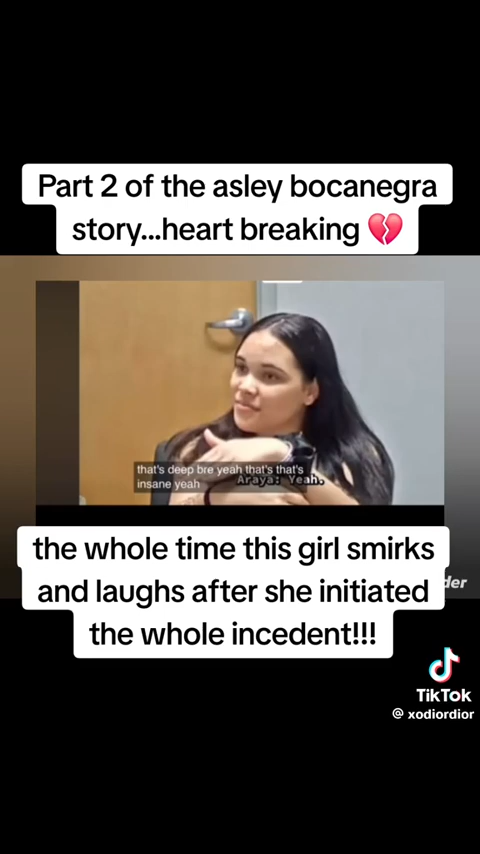 Part 2 of the asley bocanegra
story...heart breaking 💔
that's deep bre yeah that's that's
insane yeah
Araya: Yeah.
the whole time this girl smirks
and laughs after she initiated
the whole incedent!!!
der
TikTok
@ xodiordior